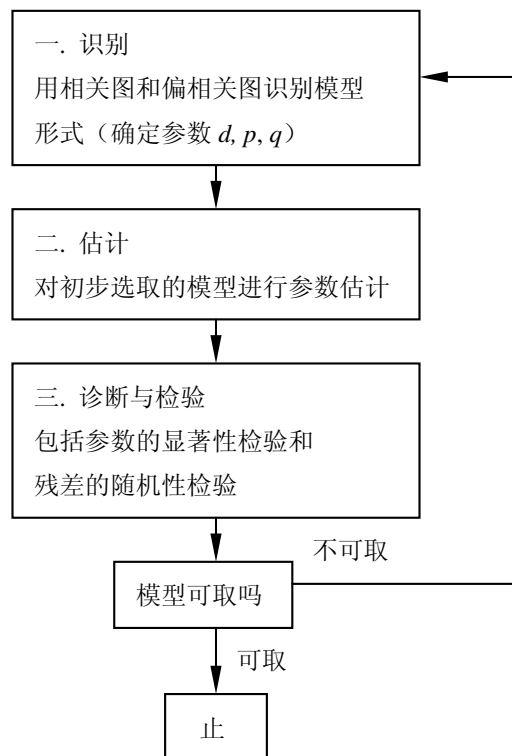 一. 识别
用相关图和偏相关图识别模型
形式（确定参数 d, p, q）
二. 估计
对初步选取的模型进行参数估计
三. 诊断与检验
包括参数的显著性检验和
残差的随机性检验
不可取
模型可取吗
可取
止